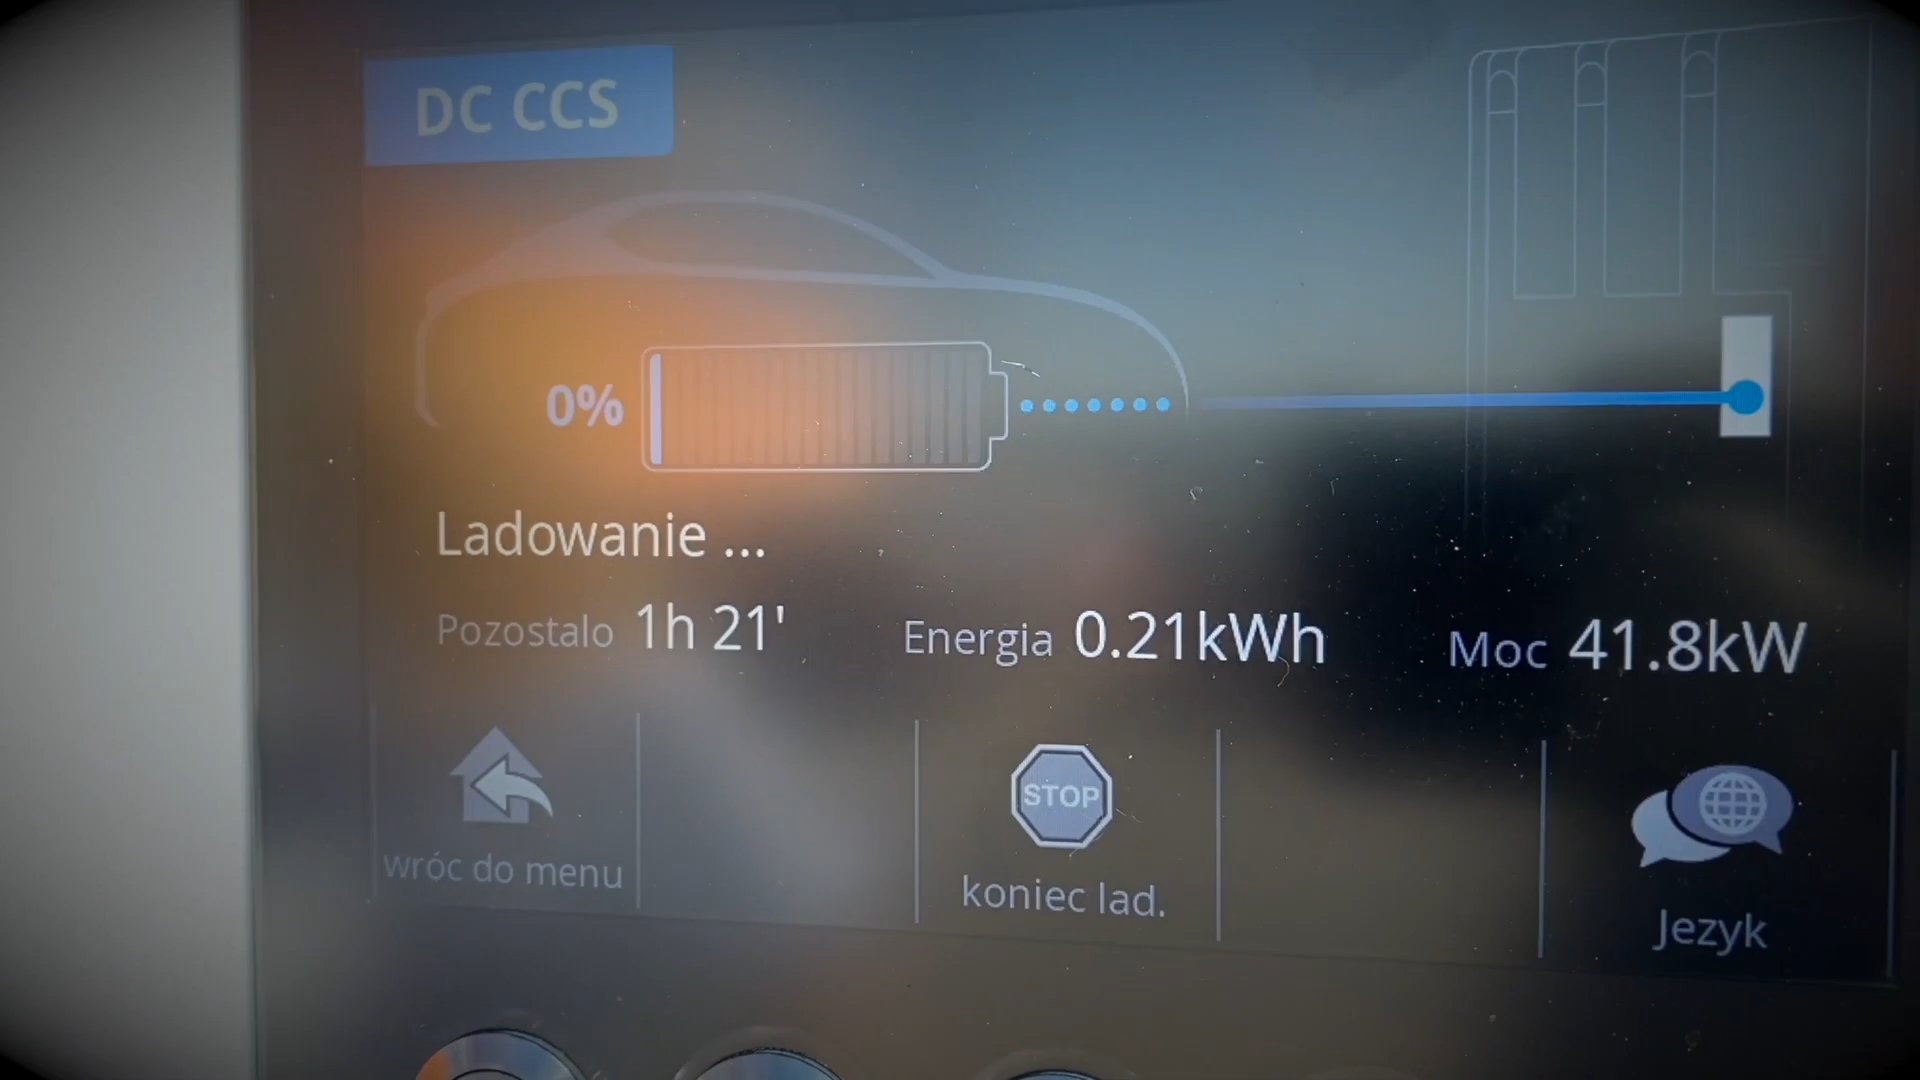 DC CCS
0%
Ladowanie ...
Pozostalo 1h 21' Energia 0.21kWh Moc 41.8kW
STOP
wróc do menu koniec lad. Jezyk